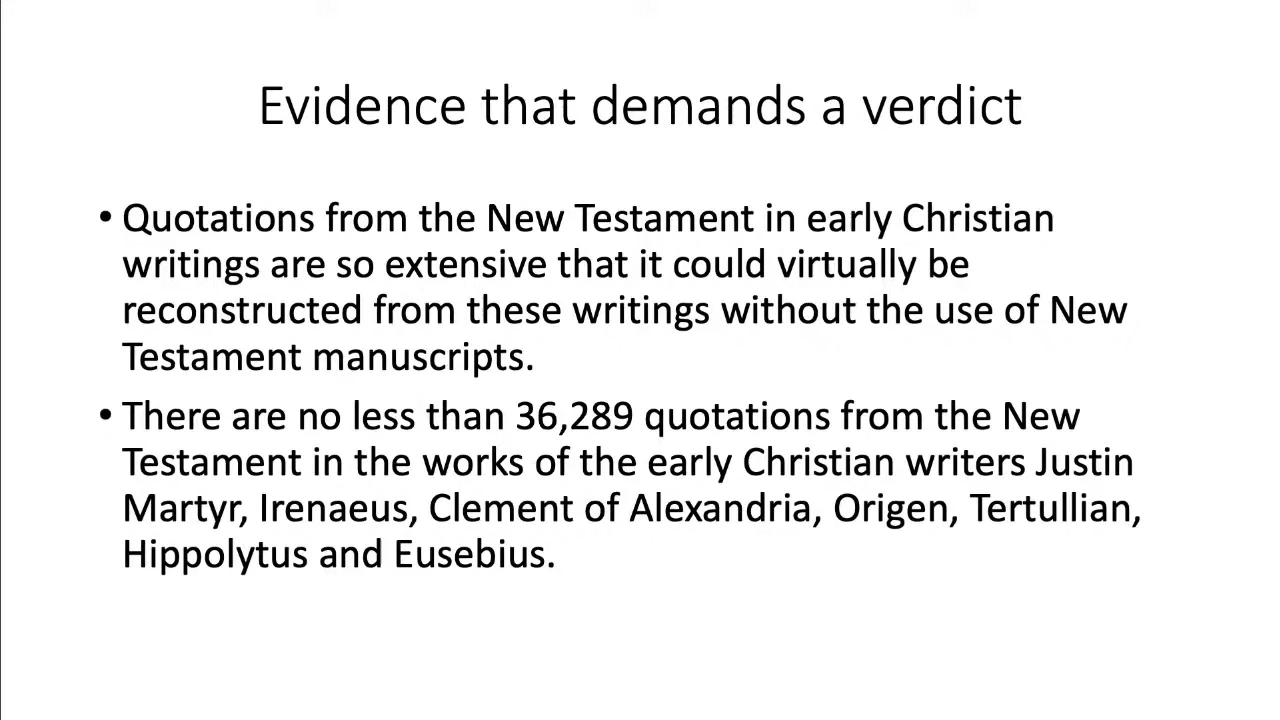 Evidence that demands a verdict
• Quotations from the New Testament in early Christian
writings are so extensive that it could virtually be
reconstructed from these writings without the use of New
Testament manuscripts.
• There are no less than 36,289 quotations from the New
Testament in the works of the early Christian writers Justin
Martyr, Irenaeus, Clement of Alexandria, Origen, Tertullian,
Hippolytus and Eusebius.